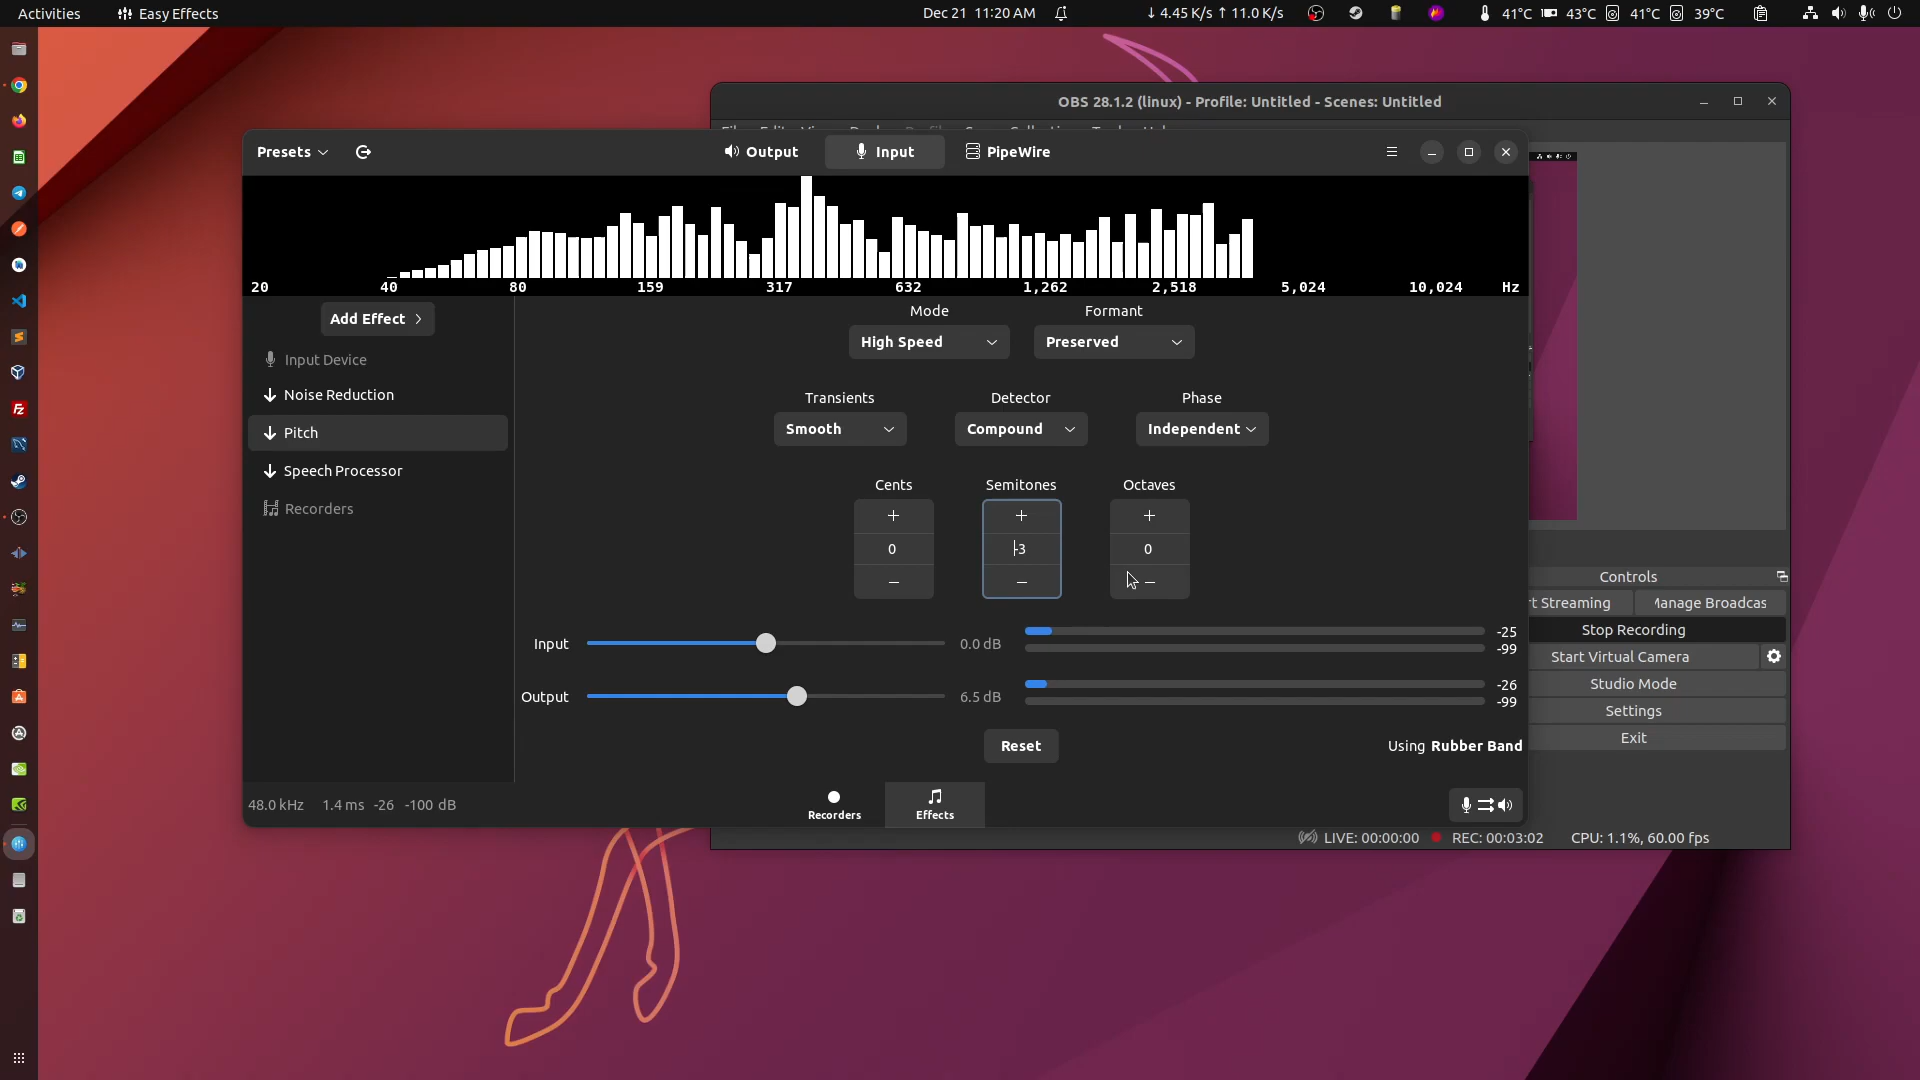 Activities
Easy Effects
Dec 21 11:20 AM
↓ 4.45 K/s ↑ 11.0 K/s
41°C
43°C
41°C
39°C
OBS 28.1.2 (linux) - Profile: Untitled - Scenes: Untitled
Presets
Output
Input
PipeWire
20 40 80 159 317 632 1,262 2,518 5,024 10,024 Hz
Add Effect
Input Device
Noise Reduction
Pitch
Speech Processor
Recorders
Mode
Formant
High Speed
Preserved
Transients
Detector
Phase
Smooth
Compound
Independent
Cents
Semitones
Octaves
+ + +
0 -3 0
− − −
Input
0.0 dB
-25
-99
Output
6.5 dB
-26
-99
Reset
Using Rubber Band
48.0 kHz 1.4 ms -26 -100 dB
Recorders
Effects
Controls
Streaming
Manage Broadcas
Stop Recording
Start Virtual Camera
Studio Mode
Settings
Exit
LIVE: 00:00:00
REC: 00:03:02
CPU: 1.1%, 60.00 fps